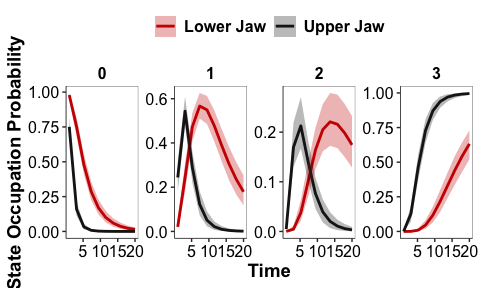 Lower Jaw Upper Jaw
State Occupation Probability
0 1 2 3
1.00 0.75 0.50 0.25 0.00
0.6 0.4 0.2 0.0
0.2 0.1 0.0
1.00 0.75 0.50 0.25 0.00
5 101520 5 101520 5 101520 5 101520
Time